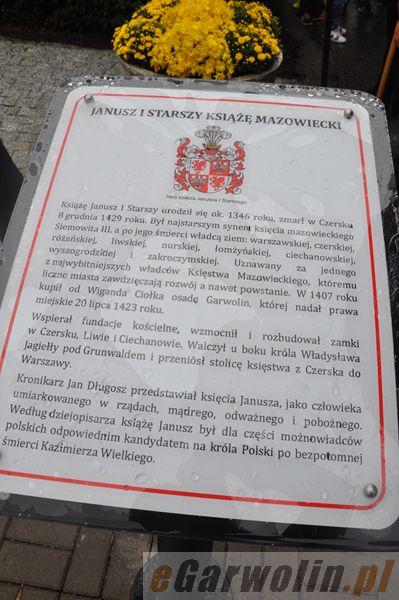 JANUSZ I STARSZY KSIĄŻĘ MAZOWIECKI
herb księcia Janusza I Starszego
Książę Janusz I Starszy urodził się ok. 1346 roku, zmarł w Czersku
8 grudnia 1429 roku. Był najstarszym synem księcia mazowieckiego
Siemowita III, a po jego śmierci władcą ziem: warszawskiej, czerskiej,
różańskiej, liwskiej, nurskiej, łomżyńskiej, ciechanowskiej,
wyszogrodzkiej i zakroczymskiej. Uznawany za jednego
z najwybitniejszych władców Księstwa Mazowieckiego, któremu
liczne miasta zawdzięczają rozwój a nawet powstanie. W 1407 roku
kupił od Wiganda Ciołka osadę Garwolin, której nadał prawa
miejskie 20 lipca 1423 roku.
Wspierał fundacje kościelne, wzmocnił i rozbudował zamki
w Czersku, Liwie i Ciechanowie. Walczył u boku króla Władysława
Jagiełły pod Grunwaldem i przeniósł stolicę księstwa z Czerska do
Warszawy.
Kronikarz Jan Długosz przedstawiał księcia Janusza, jako człowieka
umiarkowanego w rządach, mądrego, odważnego i pobożnego.
Według dziejopisarza książę Janusz był dla części możnowładców
polskich odpowiednim kandydatem na króla Polski po bezpotomnej
śmierci Kazimierza Wielkiego.
eGarwolin.pl